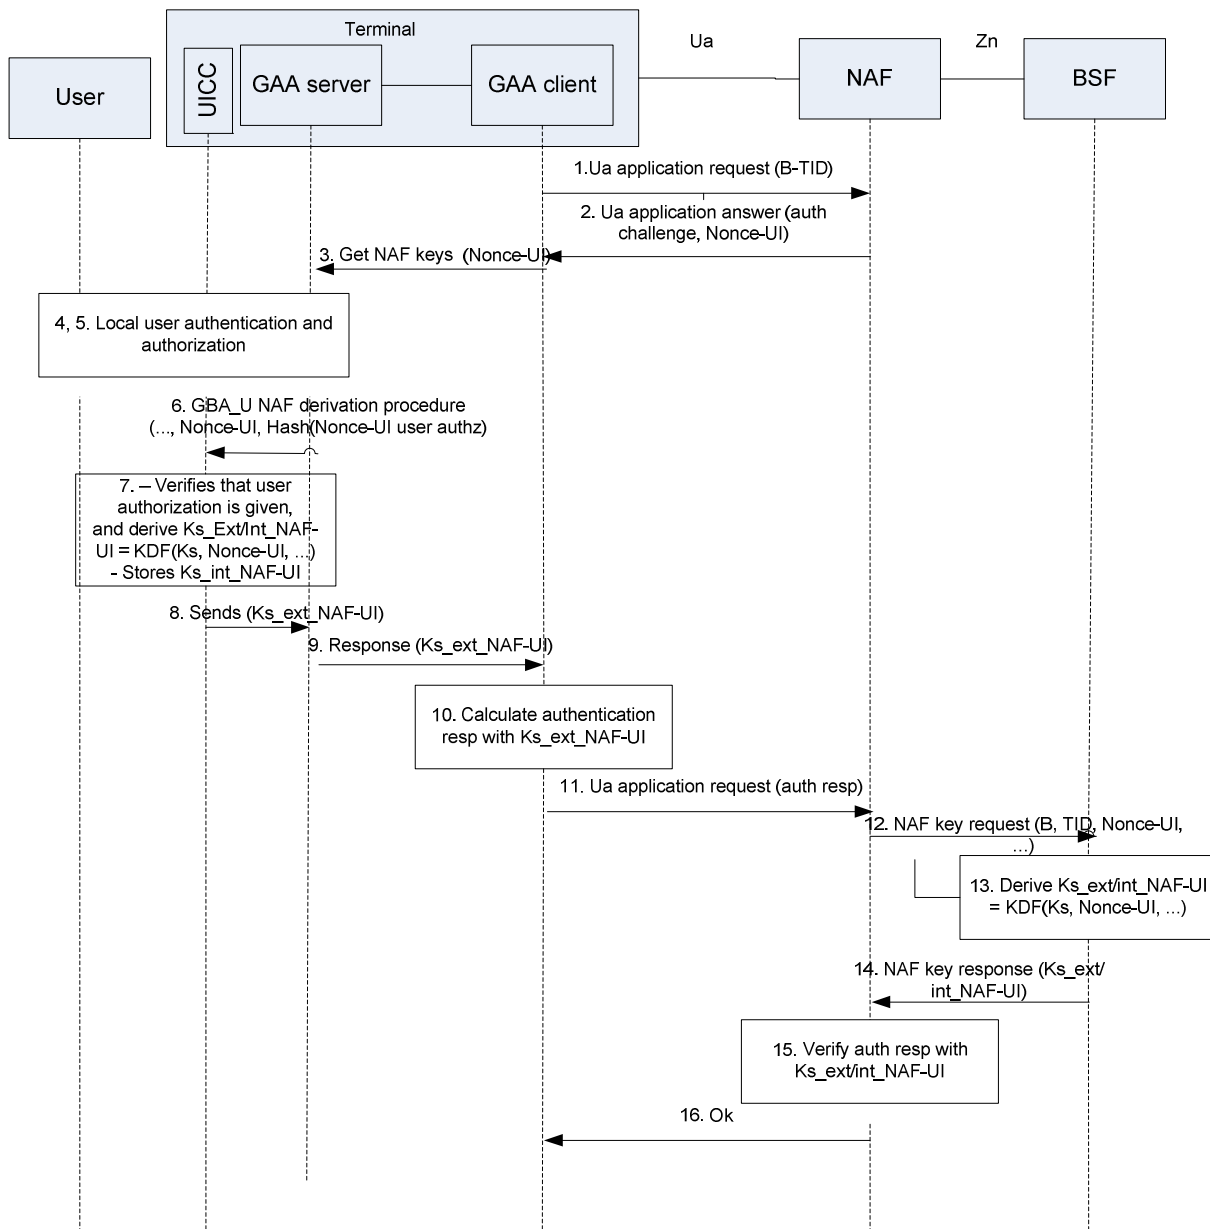 Terminal
Ua
Zn
User
UICC
GAA server
GAA client
NAF
BSF
1.Ua application request (B-TID)
2. Ua application answer (auth
challenge, Nonce-UI)
3. Get NAF keys (Nonce-UI)
4, 5. Local user authentication and
authorization
6. GBA_U NAF derivation procedure
(..., Nonce-UI, Hash(Nonce-UI user authz)
7. – Verifies that user
authorization is given,
and derive Ks_Ext/Int_NAF-
UI = KDF(Ks, Nonce-UI, ...)
- Stores Ks_int_NAF-UI
8. Sends (Ks_ext_NAF-UI)
9. Response (Ks_ext_NAF-UI)
10. Calculate authentication
resp with Ks_ext_NAF-UI
11. Ua application request (auth resp)
12. NAF key request (B, TID, Nonce-UI,
...)
13. Derive Ks_ext/int_NAF-UI
= KDF(Ks, Nonce-UI, ...)
14. NAF key response (Ks_ext/
int_NAF-UI)
15. Verify auth resp with
Ks_ext/int_NAF-UI
16. Ok